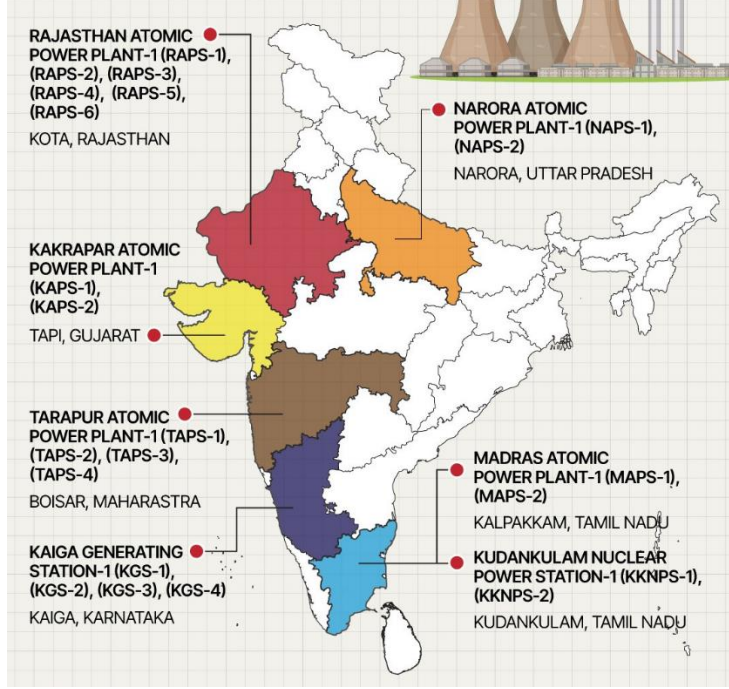 RAJASTHAN ATOMIC
POWER PLANT-1 (RAPS-1),
(RAPS-2), (RAPS-3),
(RAPS-4), (RAPS-5),
(RAPS-6)
KOTA, RAJASTHAN
NARORA ATOMIC
POWER PLANT-1 (NAPS-1),
(NAPS-2)
NARORA, UTTAR PRADESH
KAKRAPAR ATOMIC
POWER PLANT-1
(KAPS-1),
(KAPS-2)
TAPI, GUJARAT
TARAPUR ATOMIC
POWER PLANT-1 (TAPS-1),
(TAPS-2), (TAPS-3),
(TAPS-4)
BOISAR, MAHARASTRA
MADRAS ATOMIC
POWER PLANT-1 (MAPS-1),
(MAPS-2)
KALPAKKAM, TAMIL NADU
KAIGA GENERATING
STATION-1 (KGS-1),
(KGS-2), (KGS-3), (KGS-4)
KAIGA, KARNATAKA
KUDANKULAM NUCLEAR
POWER STATION-1 (KKNPS-1),
(KKNPS-2)
KUDANKULAM, TAMIL NADU